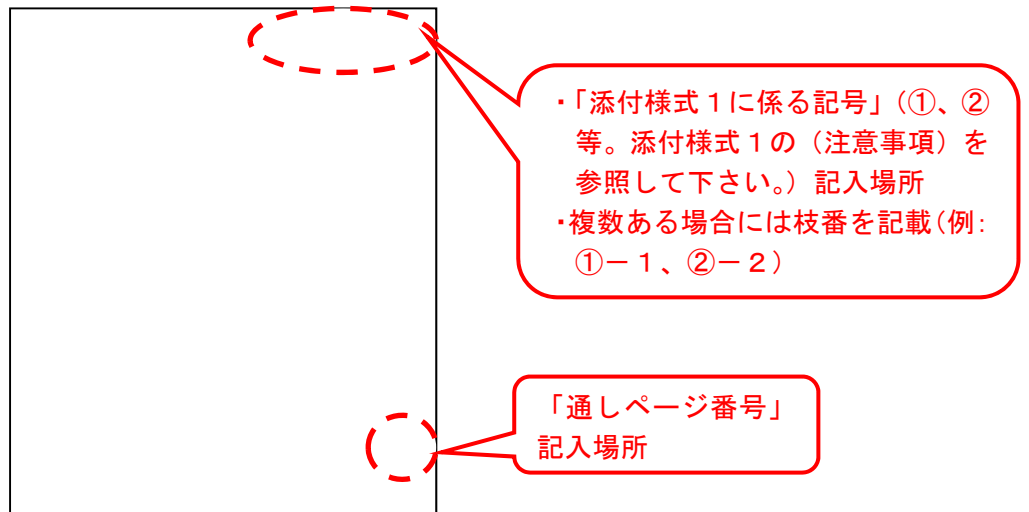 ・「添付様式１に係る記号」（①、②
等。添付様式１の（注意事項）を
参照して下さい。）記入場所
・複数ある場合には枝番を記載（例：
①－１、②－２）
「通しページ番号」
記入場所